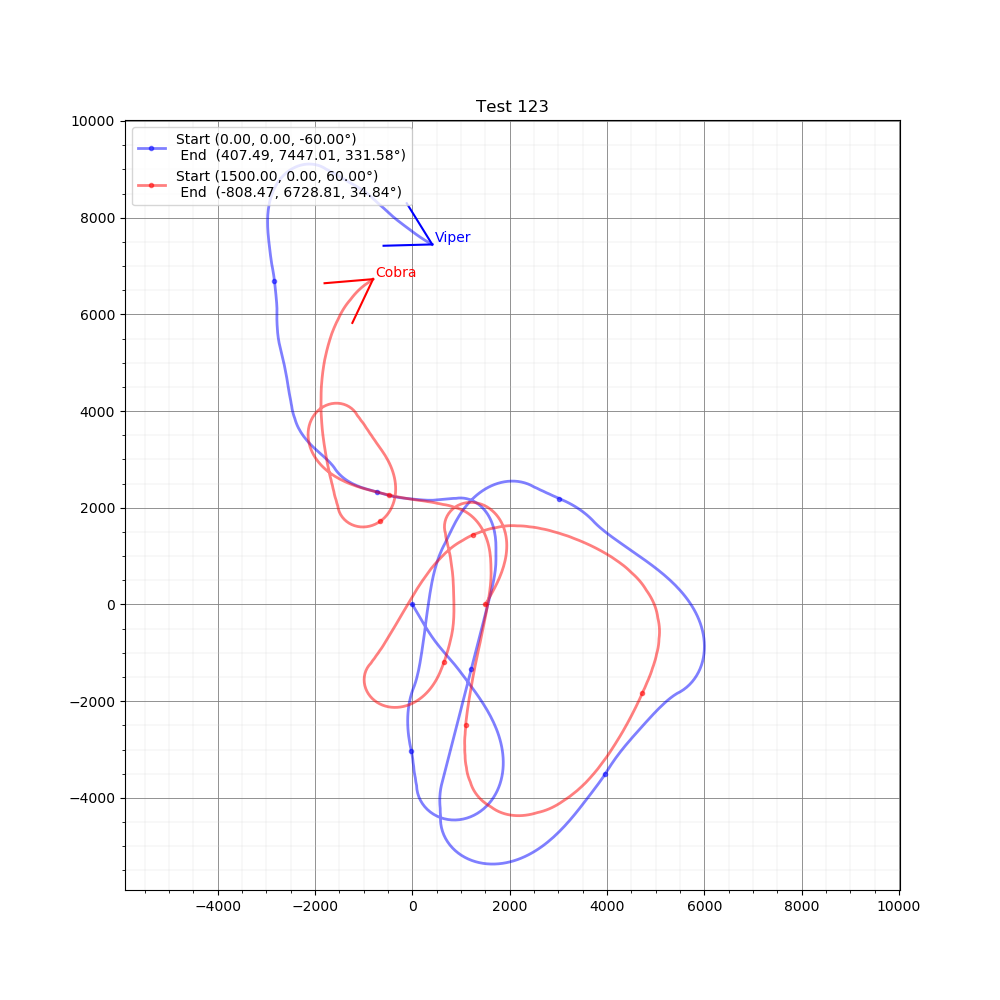 Test 123
Start (0.00, 0.00, -60.00°)
End (407.49, 7447.01, 331.58°)
Start (1500.00, 0.00, 60.00°)
End (-808.47, 6728.81, 34.84°)
Viper
Cobra
10000
8000
6000
4000
2000
0
−2000
−4000
−4000 −2000 0 2000 4000 6000 8000 10000